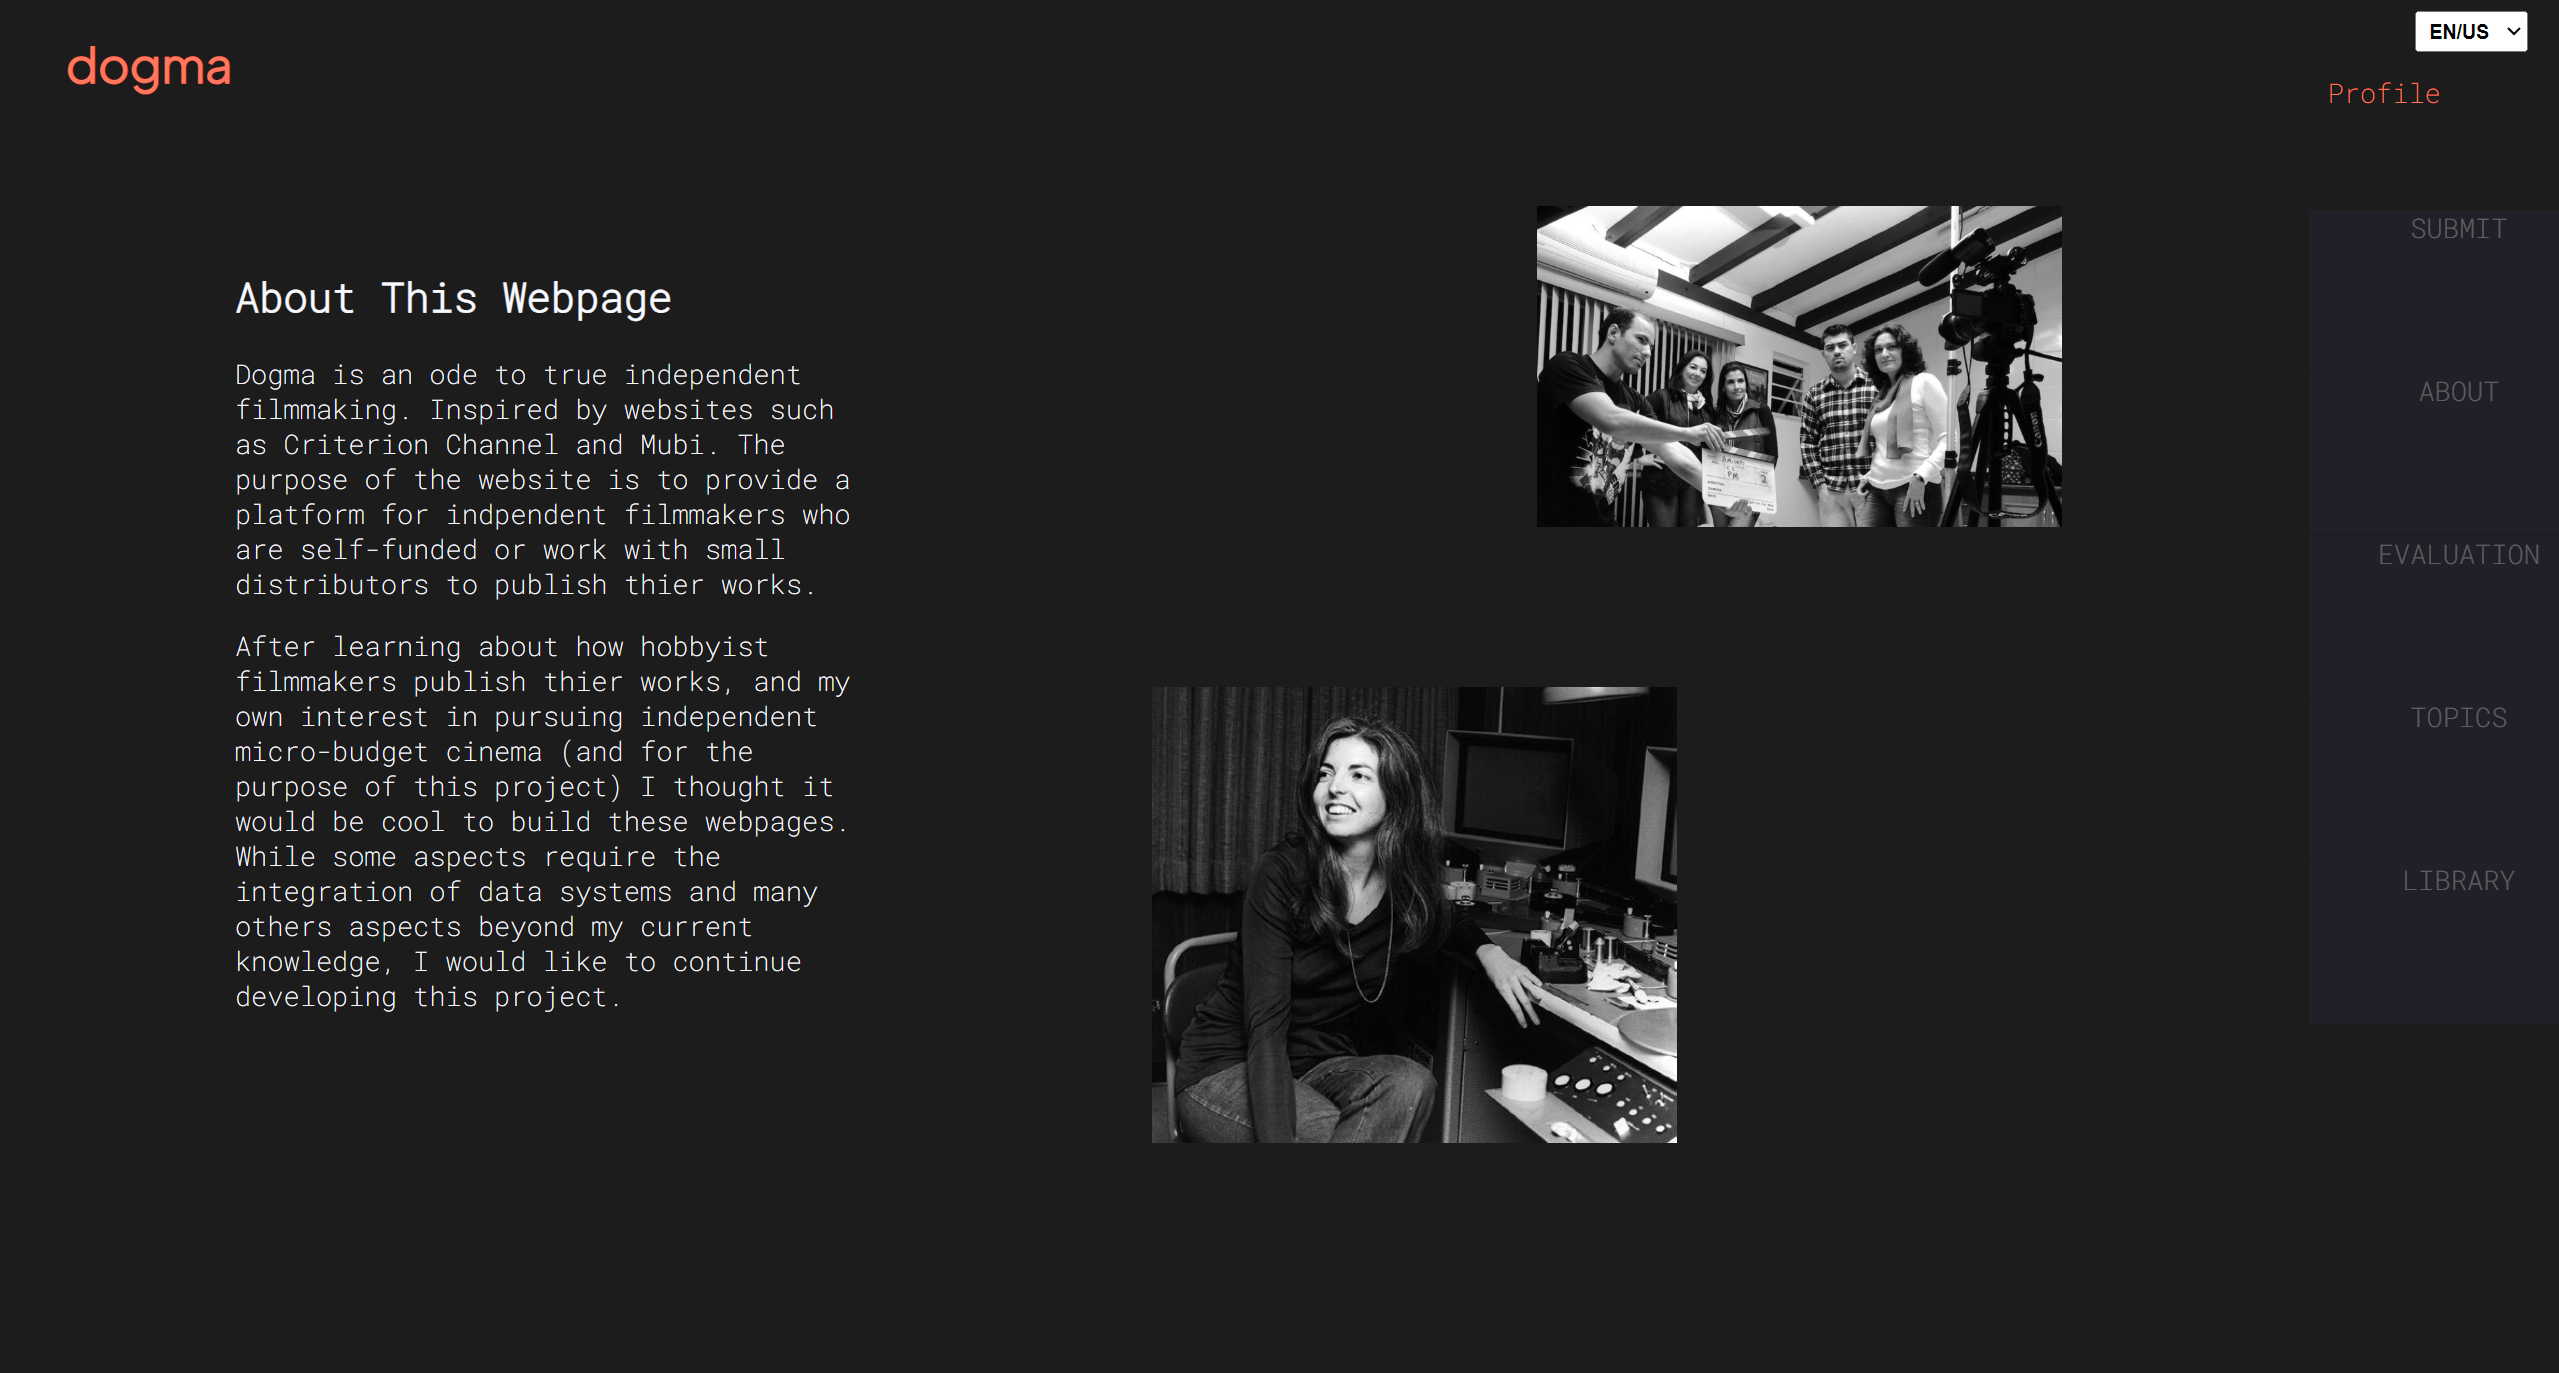 dogma
EN/US
Profile
About This Webpage
Dogma is an ode to true independent
filmmaking. Inspired by websites such
as Criterion Channel and Mubi. The
purpose of the website is to provide a
platform for indpendent filmmakers who
are self-funded or work with small
distributors to publish thier works.
After learning about how hobbyist
filmmakers publish thier works, and my
own interest in pursuing independent
micro-budget cinema (and for the
purpose of this project) I thought it
would be cool to build these webpages.
While some aspects require the
integration of data systems and many
others aspects beyond my current
knowledge, I would like to continue
developing this project.
Canon
SUBMIT
ABOUT
EVALUATION
TOPICS
LIBRARY